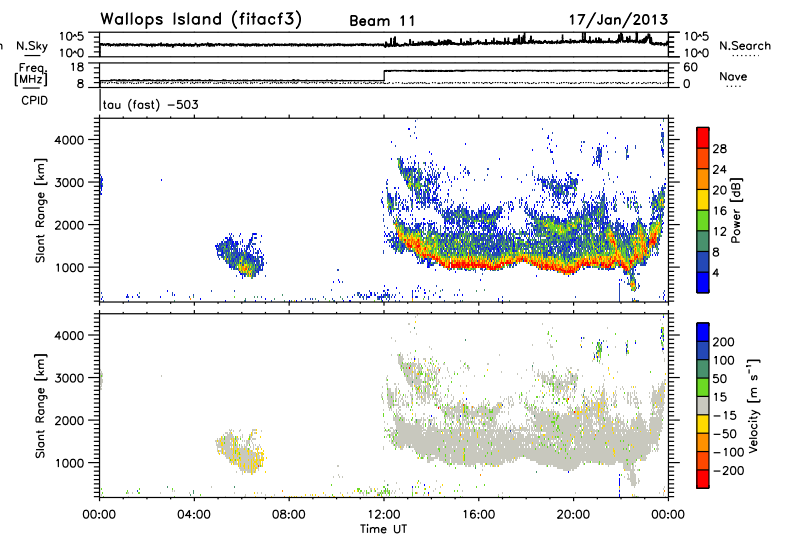 Wallops Island (fitacf3) Beam 11 17/Jan/2013
N.Sky 10^5 10^0 10^5 10^0 N.Search
Freq. [MHz] 18 8 60 0 Nave
CPID tau (fast) −503
Slant Range [km] 4000 3000 2000 1000
Power [dB] 28 24 20 16 12 8 4
Slant Range [km] 4000 3000 2000 1000
Velocity [m s⁻¹] 200 100 50 15 −15 −50 −100 −200
00:00 04:00 08:00 12:00 16:00 20:00 00:00
Time UT